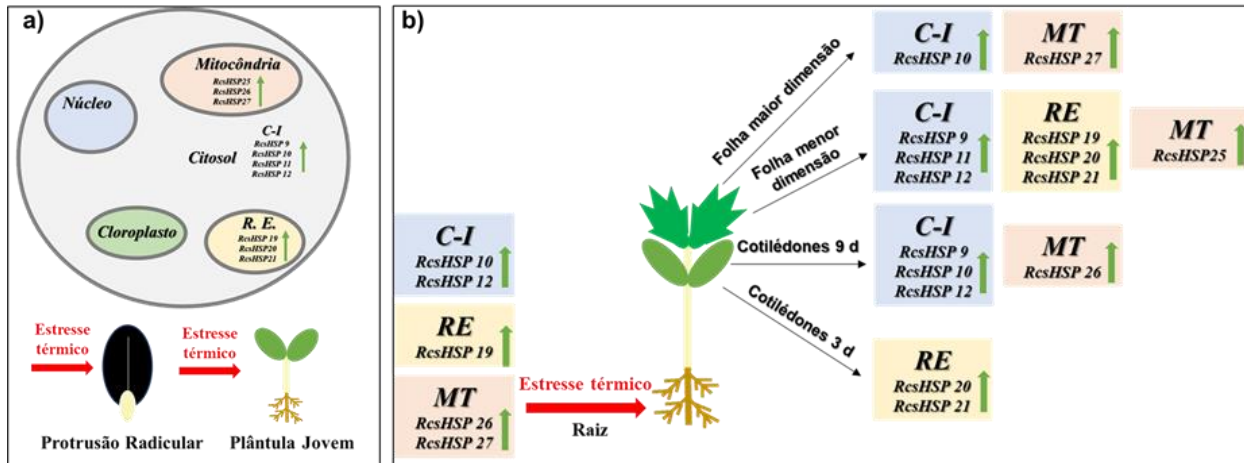 a)
Mitocôndria
RcsHSP25
RcsHSP26
RcsHSP27
Núcleo
C-I
Citosol
RcsHSP 9
RcsHSP 10
RcsHSP 11
RcsHSP 12
Cloroplasto
R. E.
RcsHSP 19
RcsHSP20
RcsHSP21
Estresse
térmico
Estresse
térmico
Protrusão Radicular
Plântula Jovem
b)
C-I
RcsHSP 10
RcsHSP 12
RE
RcsHSP 19
MT
RcsHSP 26
RcsHSP 27
Estresse térmico
Raiz
Folha maior dimensão
C-I
RcsHSP 10
MT
RcsHSP 27
Folha menor
dimensão
C-I
RcsHSP 9
RcsHSP 11
RcsHSP 12
RE
RcsHSP 19
RcsHSP 20
RcsHSP 21
MT
RcsHSP25
Cotilédones 9 d
C-I
RcsHSP 9
RcsHSP 10
RcsHSP 12
MT
RcsHSP 26
Cotilédones 3 d
RE
RcsHSP 20
RcsHSP 21